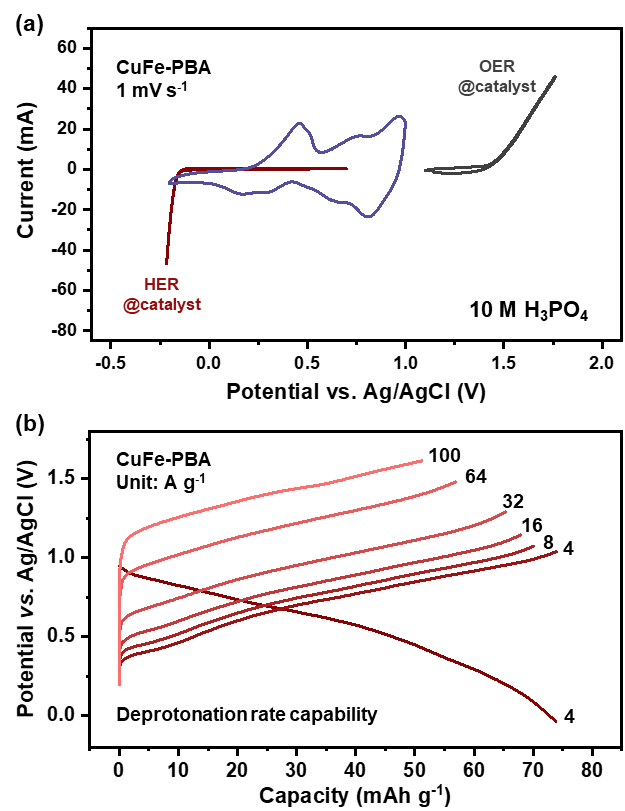 (a)
60
40
20
0
-20
-40
-60
-80
Current (mA)
CuFe-PBA
1 mV s⁻¹
OER
@catalyst
HER
@catalyst
10 M H₃PO₄
-0.5 0.0 0.5 1.0 1.5 2.0
Potential vs. Ag/AgCl (V)
(b)
1.5
1.0
0.5
0.0
Potential vs. Ag/AgCl (V)
CuFe-PBA
Unit: A g⁻¹
100
64
32
16
8
4
4
Deprotonation rate capability
0 10 20 30 40 50 60 70 80
Capacity (mAh g⁻¹)